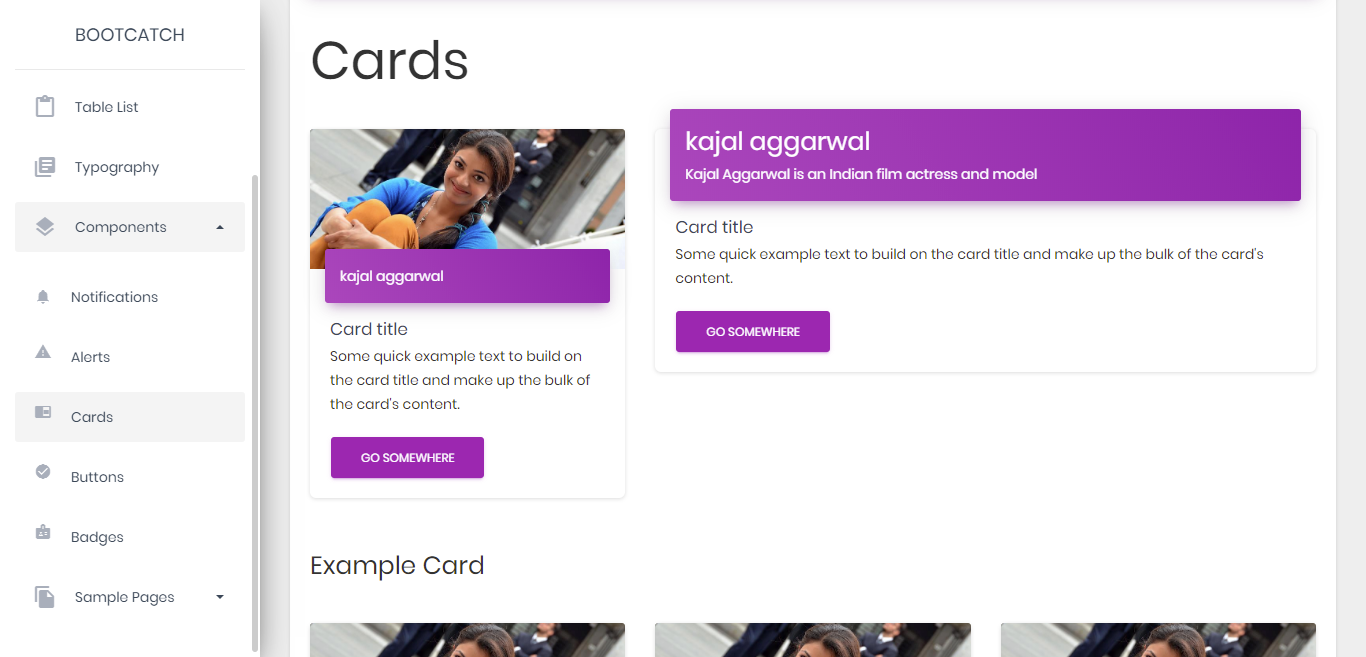 BOOTCATCH
Table List
Typography
Components
Notifications
Alerts
Cards
Buttons
Badges
Sample Pages
Cards
kajal aggarwal
Card title
Some quick example text to build on
the card title and make up the bulk of
the card's content.
GO SOMEWHERE
kajal aggarwal
Kajal Aggarwal is an Indian film actress and model
Card title
Some quick example text to build on the card title and make up the bulk of the card's
content.
GO SOMEWHERE
Example Card